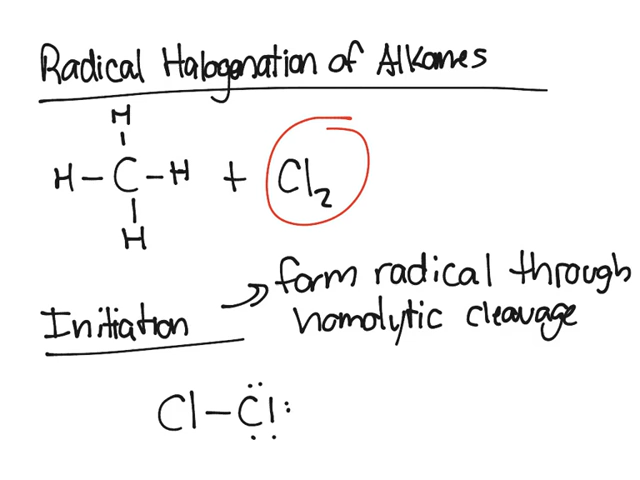 Radical Halogenation of Alkanes
H
H–C–H + Cl₂
H
form radical through
Initiation → homolytic cleavage
Cl–Cl: